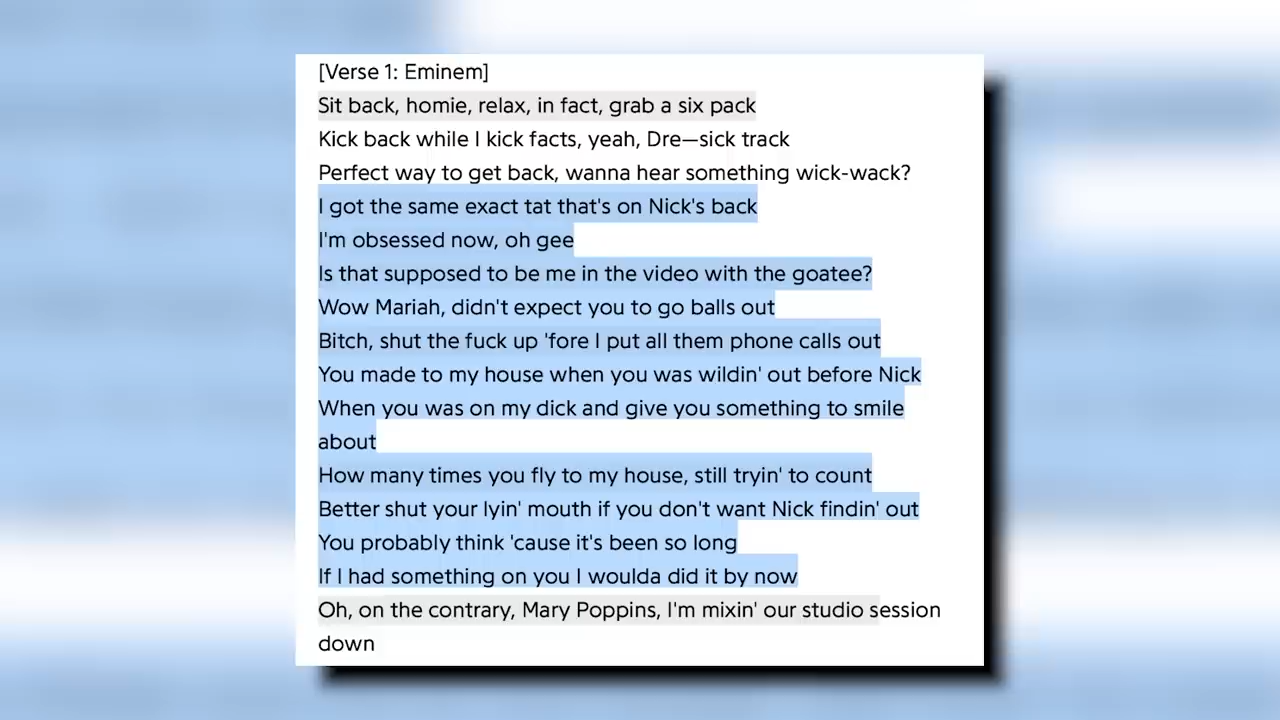 [Verse 1: Eminem]
Sit back, homie, relax, in fact, grab a six pack
Kick back while I kick facts, yeah, Dre—sick track
Perfect way to get back, wanna hear something wick-wack?
I got the same exact tat that's on Nick's back
I'm obsessed now, oh gee
Is that supposed to be me in the video with the goatee?
Wow Mariah, didn't expect you to go balls out
Bitch, shut the fuck up 'fore I put all them phone calls out
You made to my house when you was wildin' out before Nick
When you was on my dick and give you something to smile
about
How many times you fly to my house, still tryin' to count
Better shut your lyin' mouth if you don't want Nick findin' out
You probably think 'cause it's been so long
If I had something on you I woulda did it by now
Oh, on the contrary, Mary Poppins, I'm mixin' our studio session
down